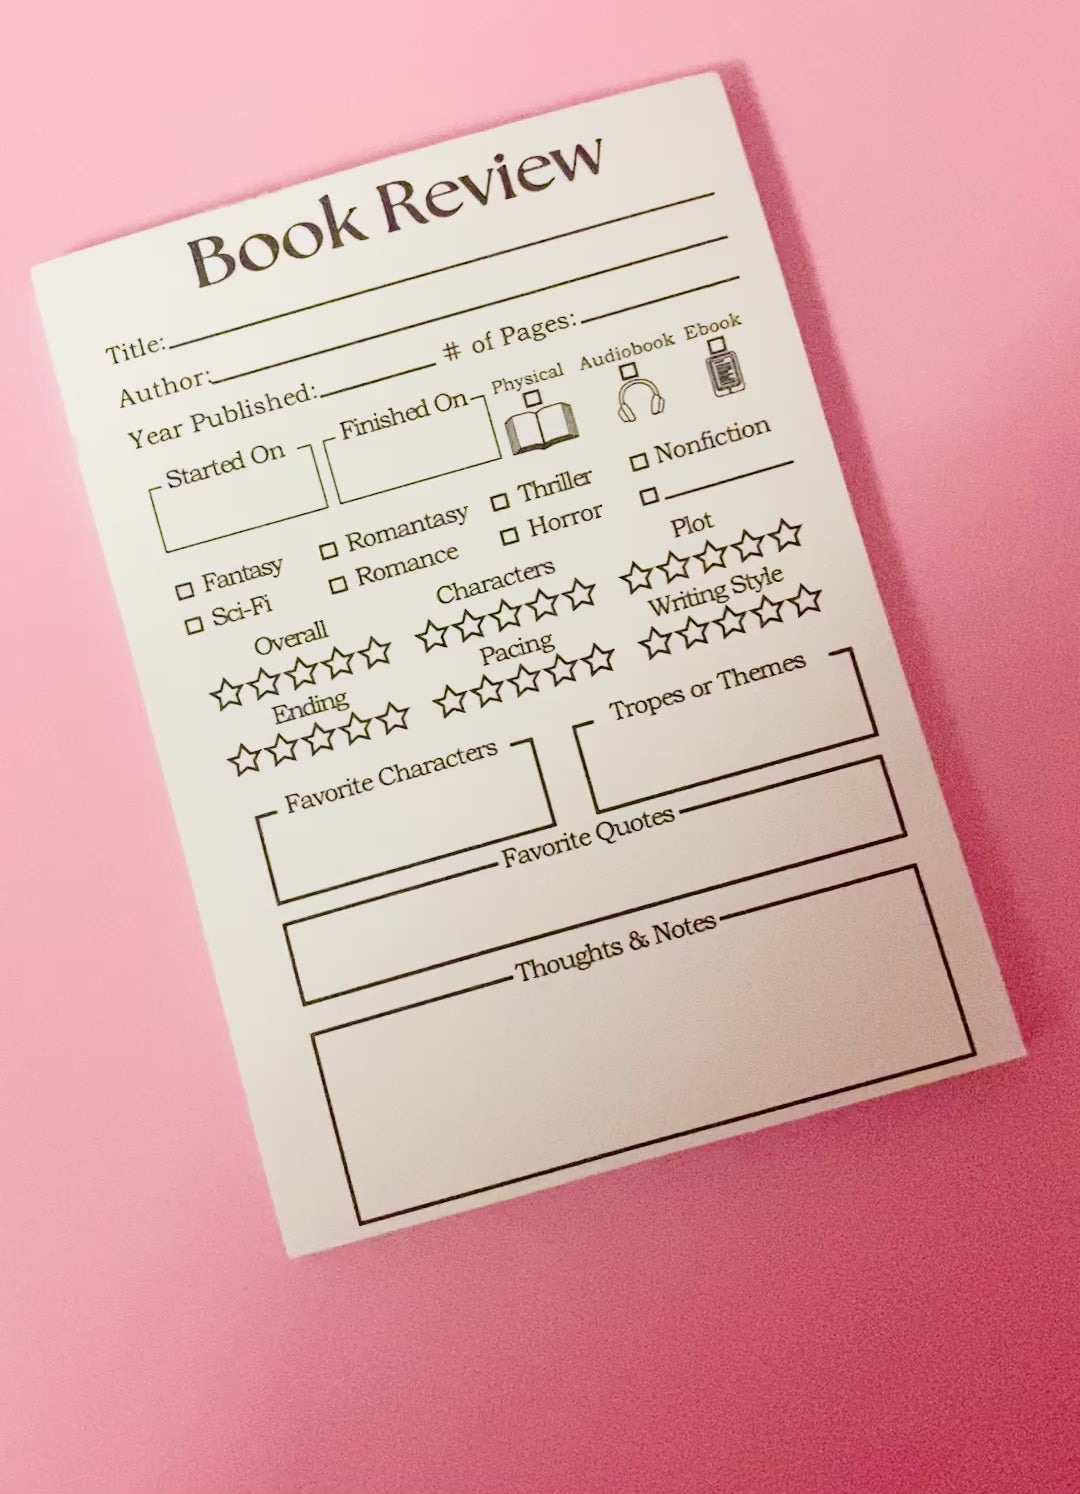 Book Review
Title:
Author:
Year Published: # of Pages:
Started On Finished On Physical Audiobook Ebook
Fantasy Romantasy Thriller Nonfiction
Sci-Fi Romance Horror
Overall Characters Plot
Ending Pacing Writing Style
Favorite Characters Tropes or Themes
Favorite Quotes
Thoughts & Notes